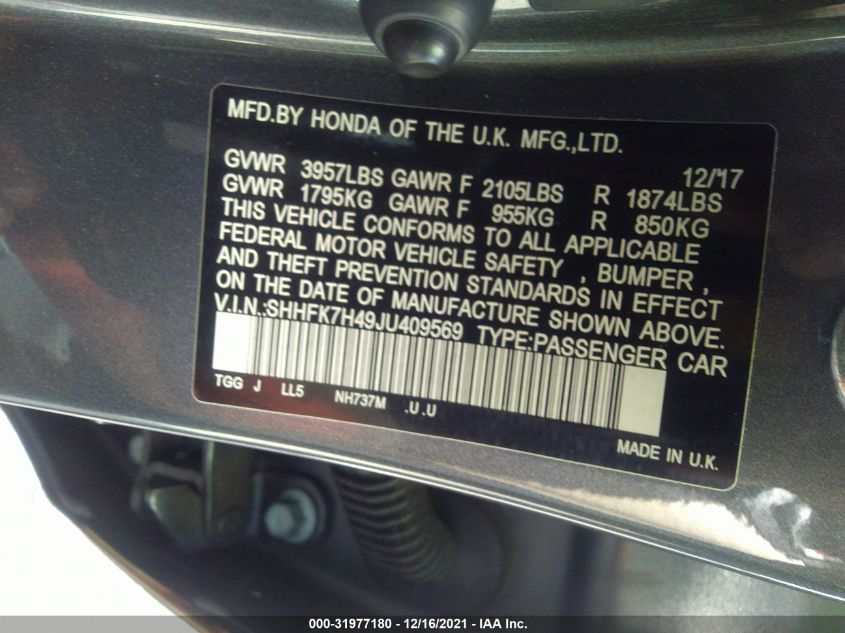 MFD.BY HONDA OF THE U.K. MFG.,LTD.
12/'17
GVWR 3957LBS GAWR F 2105LBS R 1874LBS
GVWR 1795KG GAWR F 955KG R 850KG
THIS VEHICLE CONFORMS TO ALL APPLICABLE
FEDERAL MOTOR VEHICLE SAFETY , BUMPER ,
AND THEFT PREVENTION STANDARDS IN EFFECT
ON THE DATE OF MANUFACTURE SHOWN ABOVE.
V.I.N.:SHHFK7H49JU409569 TYPE:PASSENGER CAR
TGG J LL5 NH737M .U .U
MADE IN U.K.
000-31977180 - 12/16/2021 - IAA Inc.